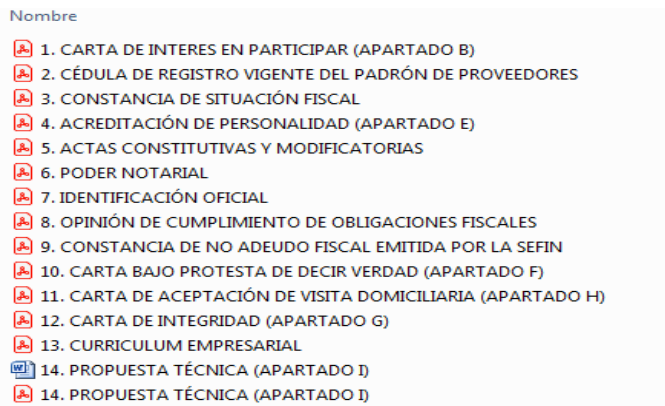 Nombre
1. CARTA DE INTERES EN PARTICIPAR (APARTADO B)
2. CÉDULA DE REGISTRO VIGENTE DEL PADRÓN DE PROVEEDORES
3. CONSTANCIA DE SITUACIÓN FISCAL
4. ACREDITACIÓN DE PERSONALIDAD (APARTADO E)
5. ACTAS CONSTITUTIVAS Y MODIFICATORIAS
6. PODER NOTARIAL
7. IDENTIFICACIÓN OFICIAL
8. OPINIÓN DE CUMPLIMIENTO DE OBLIGACIONES FISCALES
9. CONSTANCIA DE NO ADEUDO FISCAL EMITIDA POR LA SEFIN
10. CARTA BAJO PROTESTA DE DECIR VERDAD (APARTADO F)
11. CARTA DE ACEPTACIÓN DE VISITA DOMICILIARIA (APARTADO H)
12. CARTA DE INTEGRIDAD (APARTADO G)
13. CURRICULUM EMPRESARIAL
14. PROPUESTA TÉCNICA (APARTADO I)
14. PROPUESTA TÉCNICA (APARTADO I)